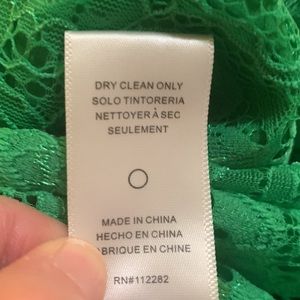 DRY CLEAN ONLY
SOLO TINTORERIA
NETTOYER À SEC
SEULEMENT
MADE IN CHINA
HECHO EN CHINA
ABRIQUE EN CHINE
RN#112282